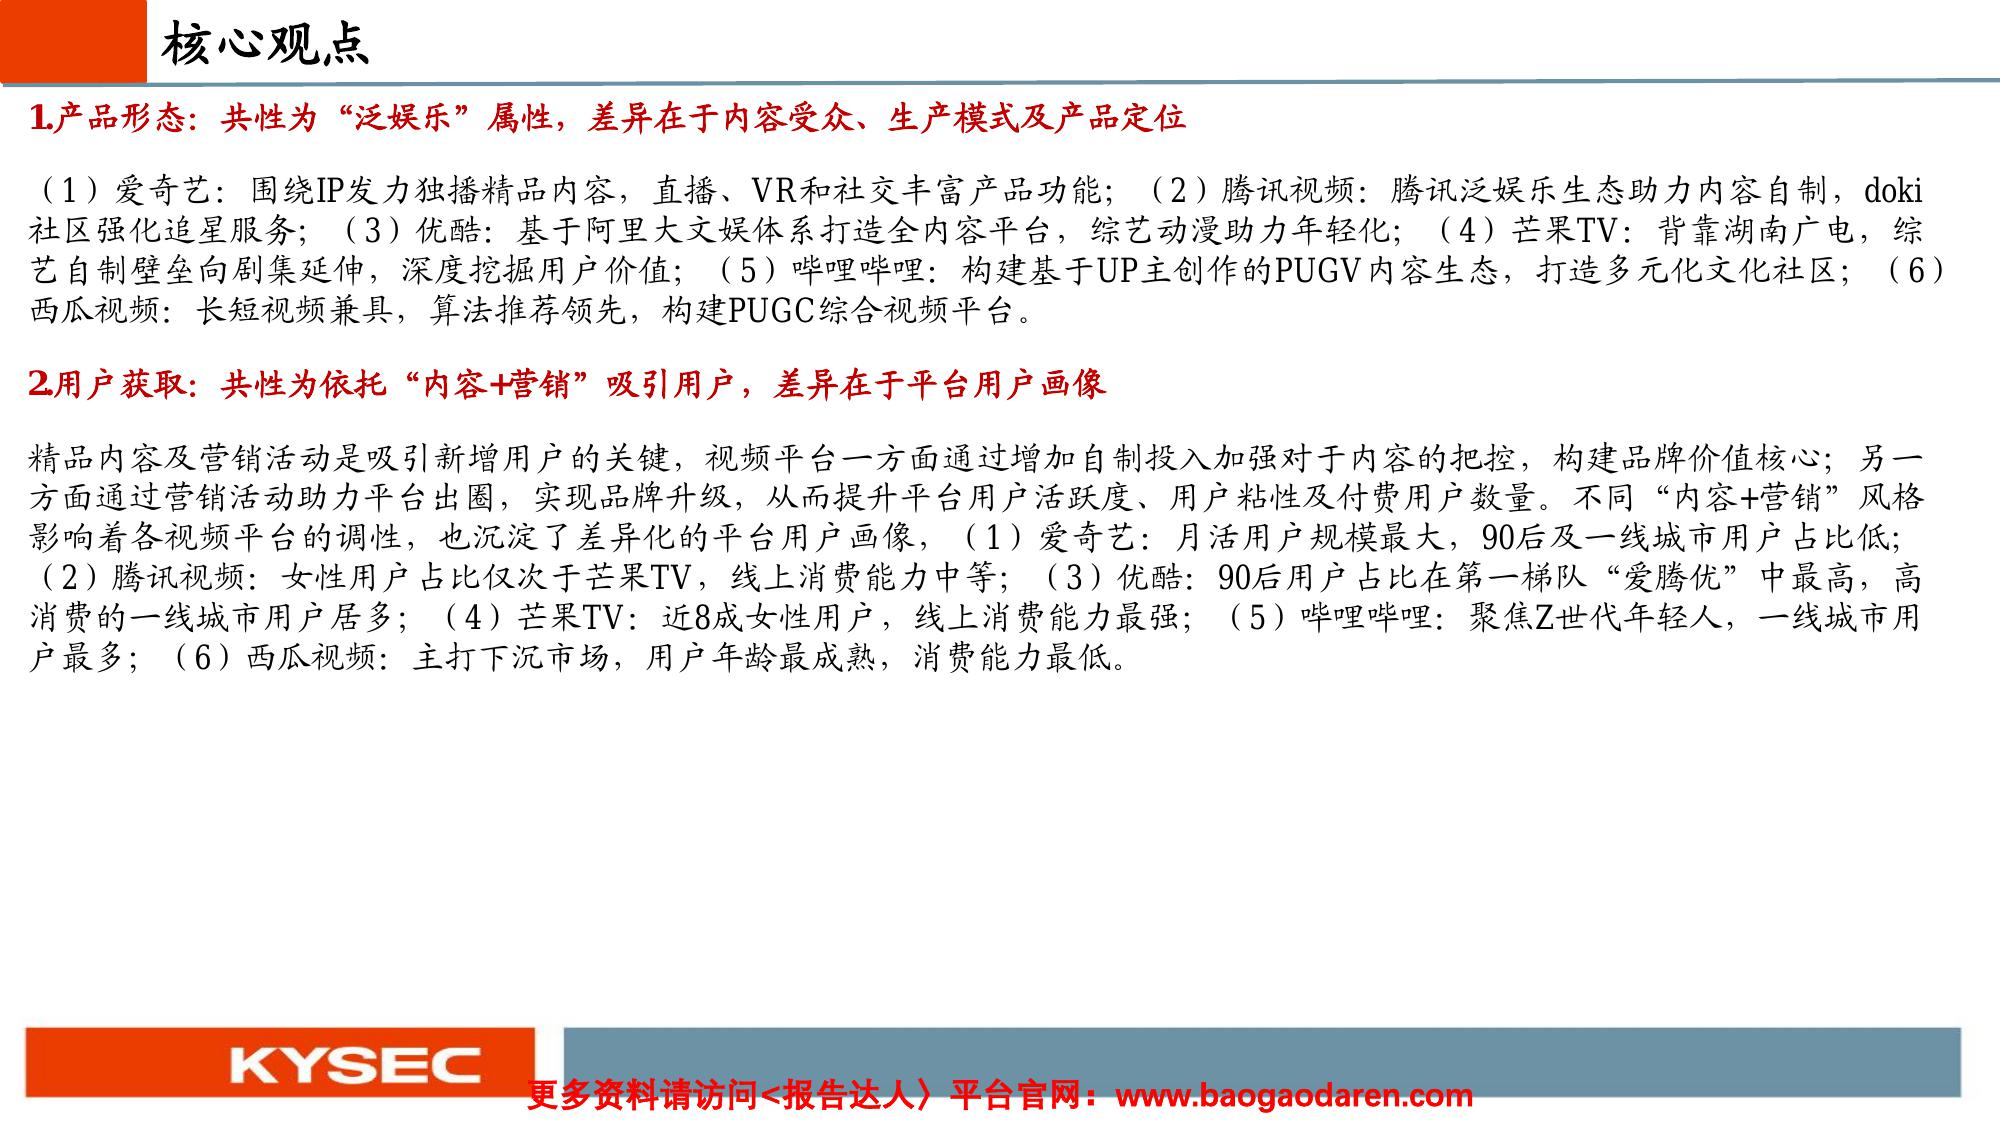 核心观点
1.产品形态：共性为“泛娱乐”属性，差异在于内容受众、生产模式及产品定位
（1）爱奇艺：围绕IP发力独播精品内容，直播、VR和社交丰富产品功能；（2）腾讯视频：腾讯泛娱乐生态助力内容自制，doki
社区强化追星服务；（3）优酷：基于阿里大文娱体系打造全内容平台，综艺动漫助力年轻化；（4）芒果TV：背靠湖南广电，综
艺自制壁垒向剧集延伸，深度挖掘用户价值；（5）哔哩哔哩：构建基于UP主创作的PUGV内容生态，打造多元化文化社区；（6）
西瓜视频：长短视频兼具，算法推荐领先，构建PUGC综合视频平台。
2.用户获取：共性为依托“内容+营销”吸引用户，差异在于平台用户画像
精品内容及营销活动是吸引新增用户的关键，视频平台一方面通过增加自制投入加强对于内容的把控，构建品牌价值核心；另一
方面通过营销活动助力平台出圈，实现品牌升级，从而提升平台用户活跃度、用户粘性及付费用户数量。不同“内容+营销”风格
影响着各视频平台的调性，也沉淀了差异化的平台用户画像，（1）爱奇艺：月活用户规模最大，90后及一线城市用户占比低；
（2）腾讯视频：女性用户占比仅次于芒果TV，线上消费能力中等；（3）优酷：90后用户占比在第一梯队“爱腾优”中最高，高
消费的一线城市用户居多；（4）芒果TV：近8成女性用户，线上消费能力最强；（5）哔哩哔哩：聚焦Z世代年轻人，一线城市用
户最多；（6）西瓜视频：主打下沉市场，用户年龄最成熟，消费能力最低。
KYSEC
更多资料请访问<报告达人〉平台官网：www.baogaodaren.com